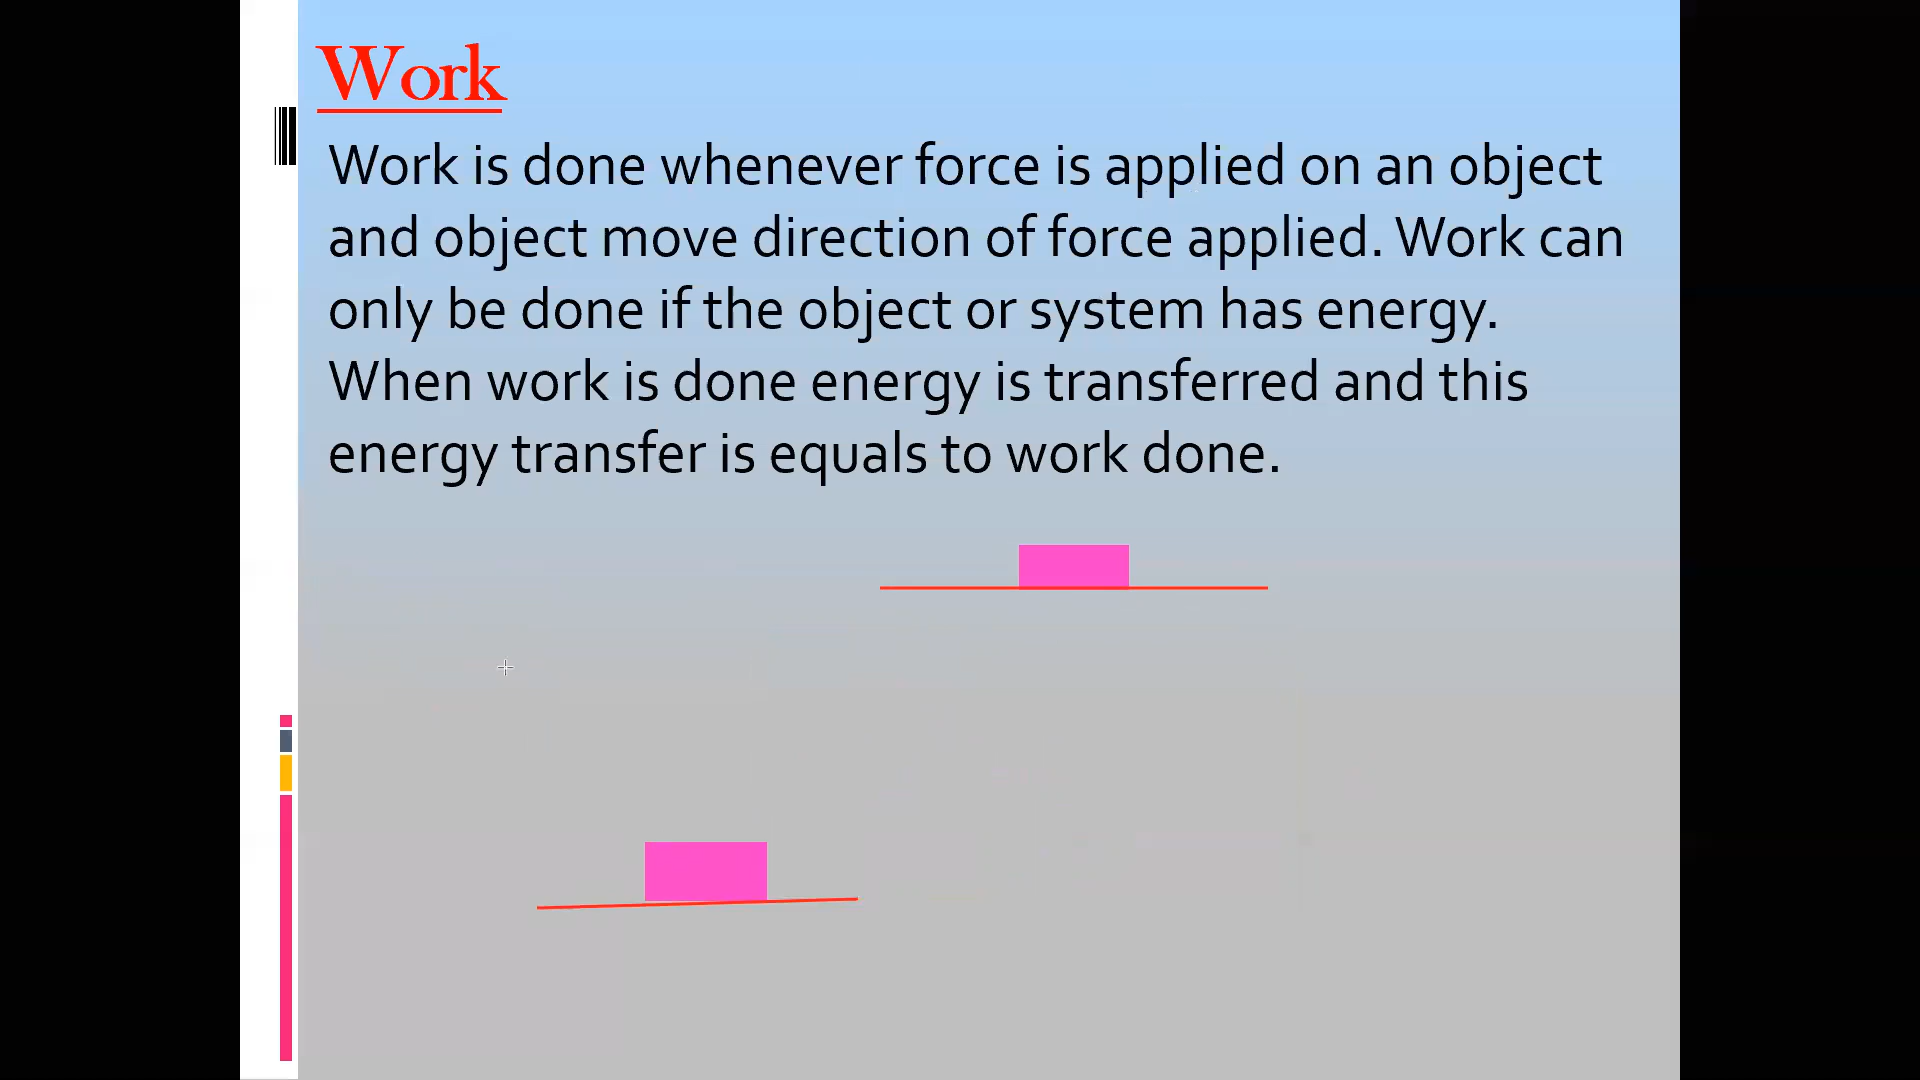 Work
Work is done whenever force is applied on an object
and object move direction of force applied. Work can
only be done if the object or system has energy.
When work is done energy is transferred and this
energy transfer is equals to work done.